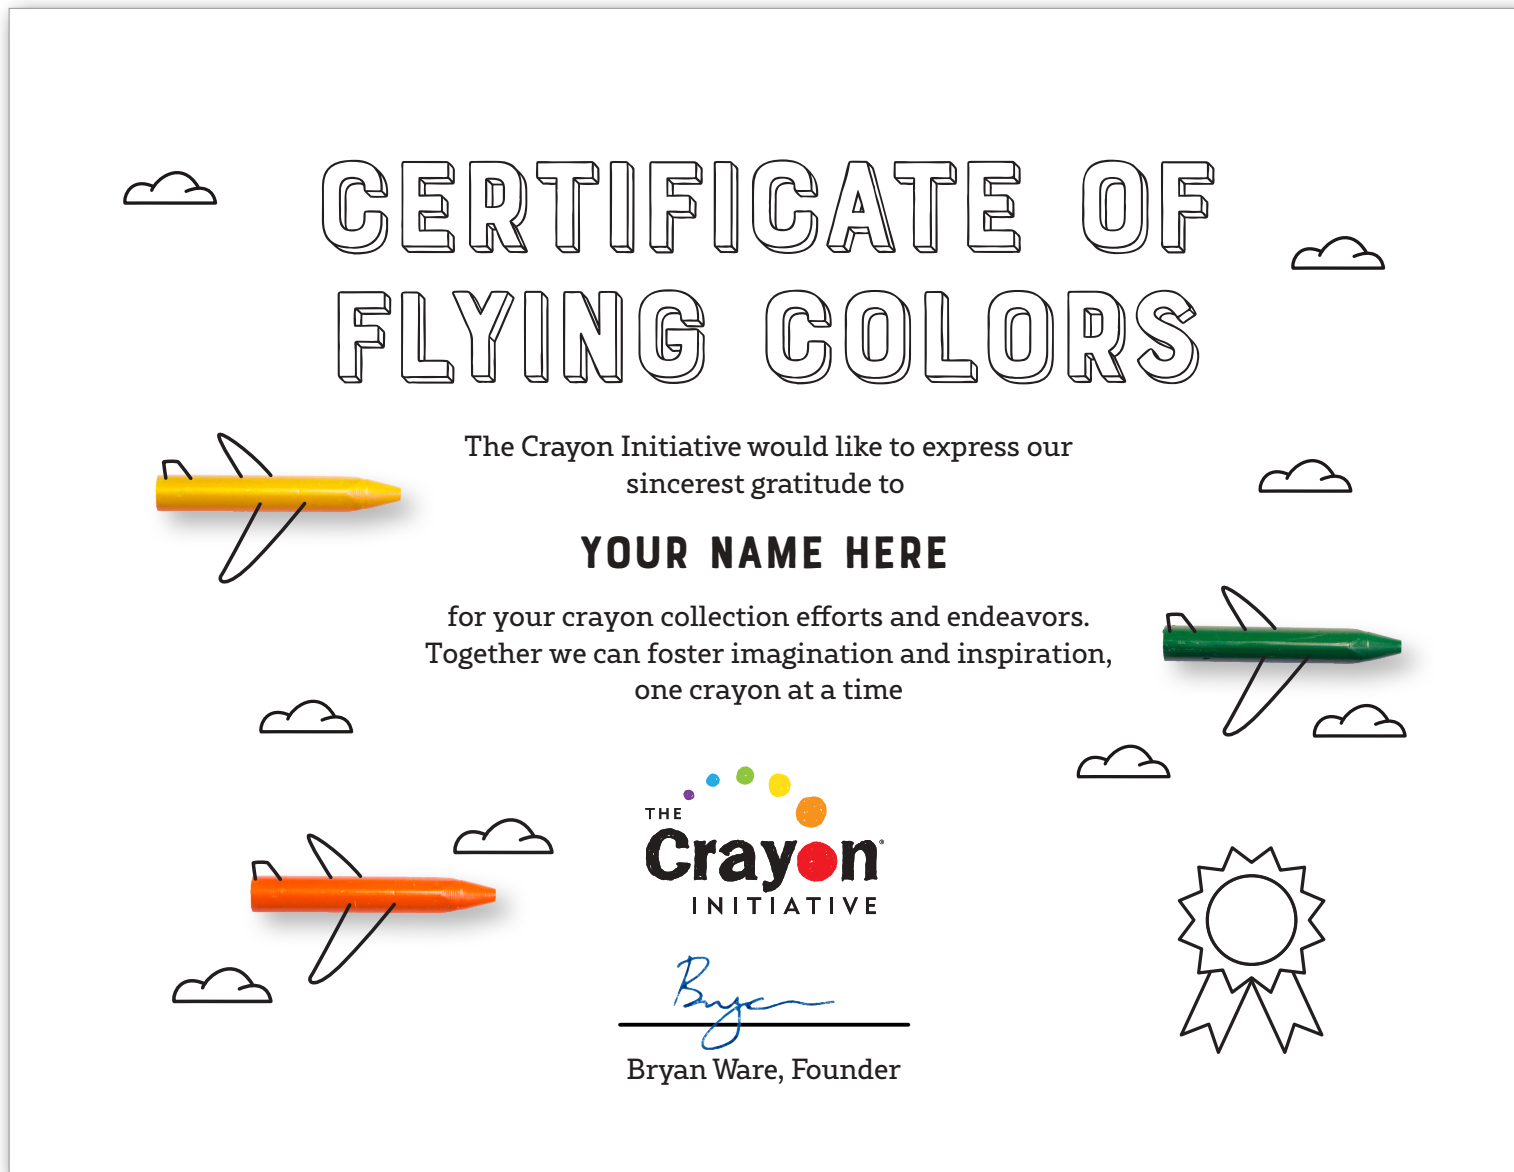 CERTIFICATE OF
FLYING COLORS
The Crayon Initiative would like to express our
sincerest gratitude to
YOUR NAME HERE
for your crayon collection efforts and endeavors.
Together we can foster imagination and inspiration,
one crayon at a time
THE
Crayon®
INITIATIVE
Bryan Ware, Founder